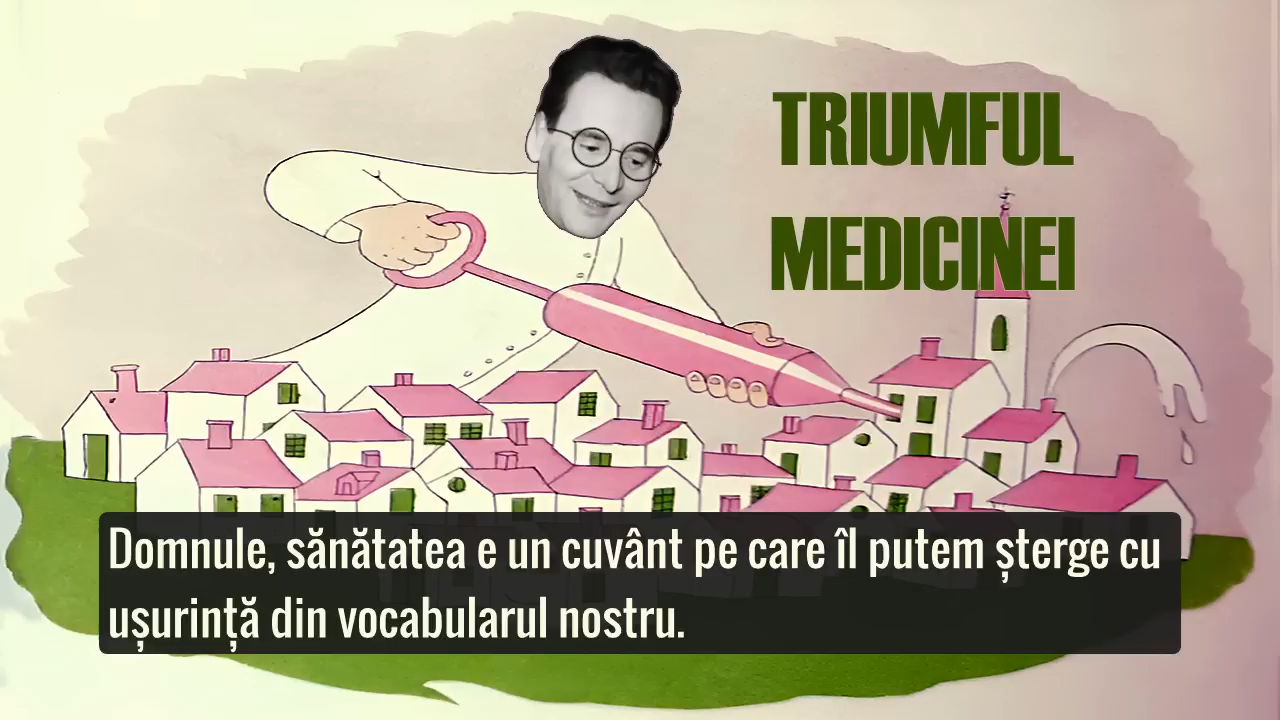 TRIUMFUL
MEDICINEI
Domnule, sănătatea e un cuvânt pe care îl putem șterge cu
ușurință din vocabularul nostru.